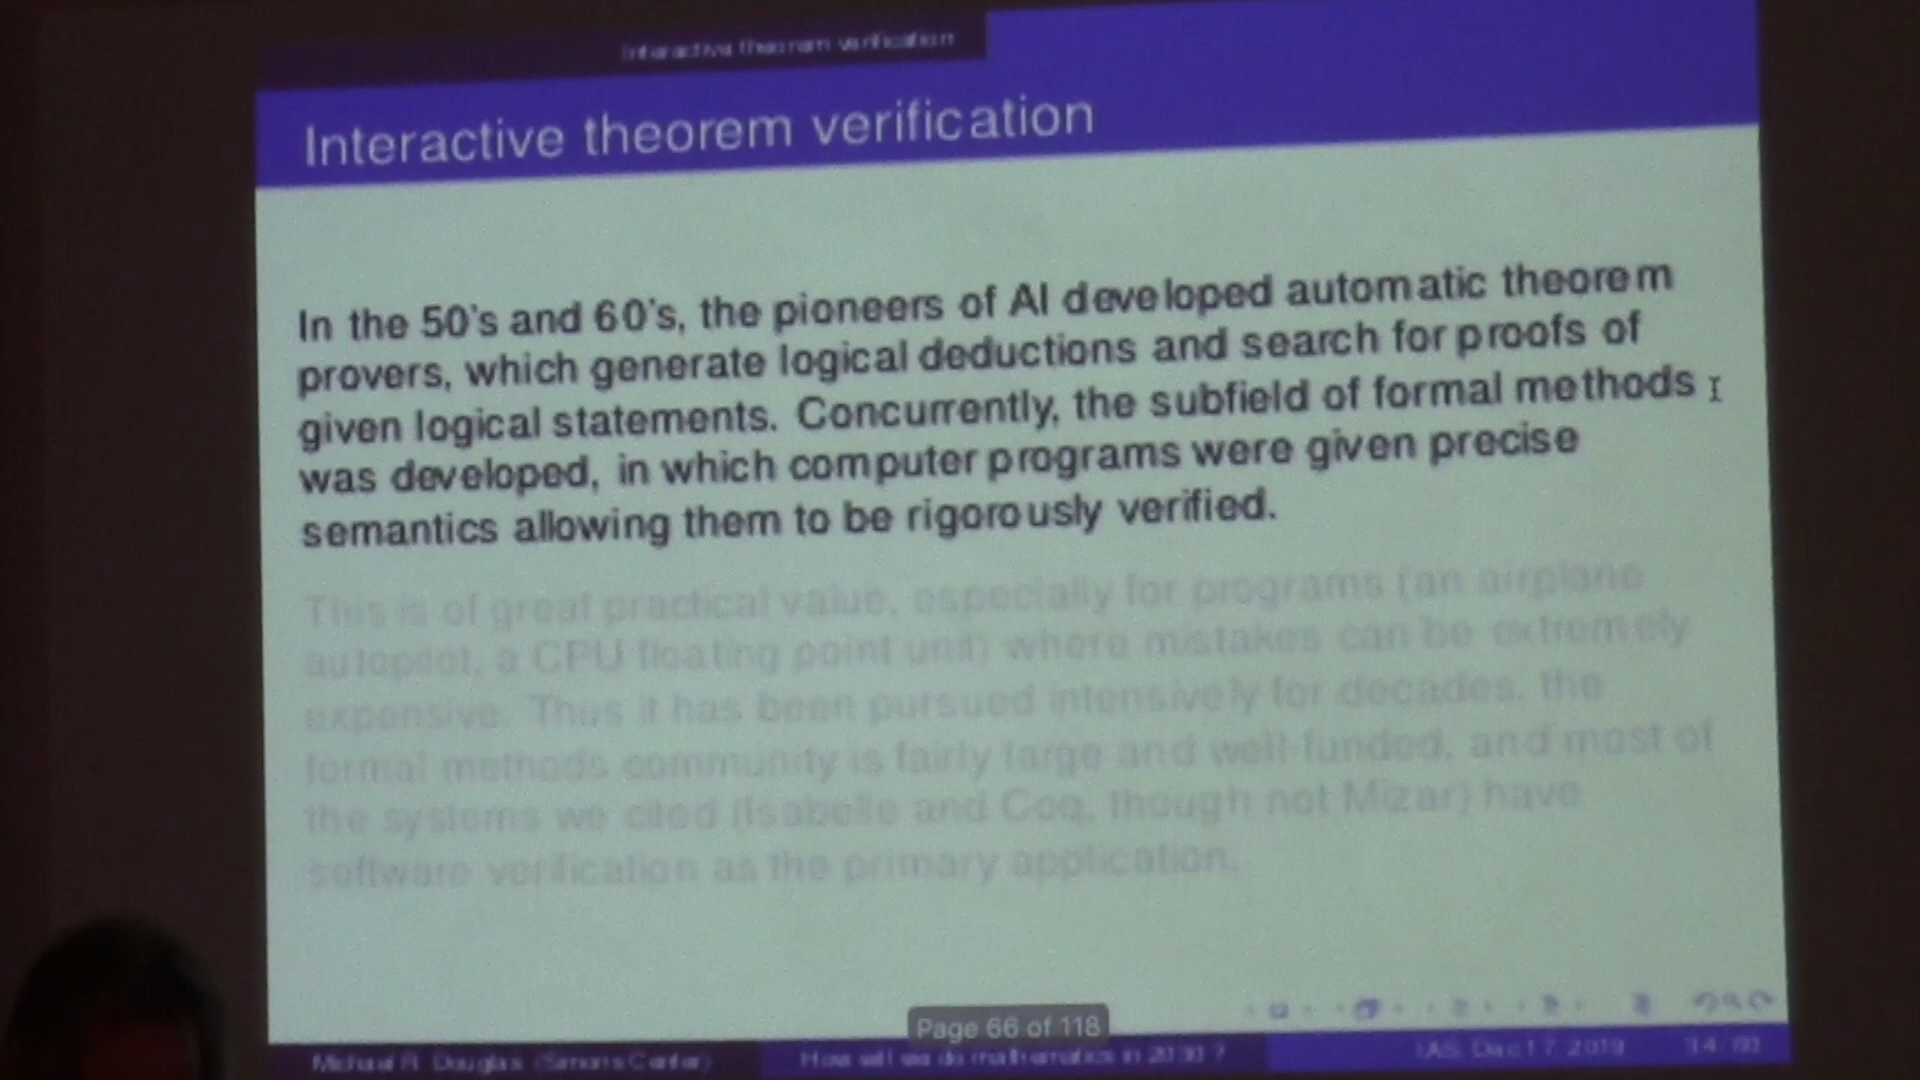 Interactive theorem verification
Interactive theorem verification
In the 50's and 60's, the pioneers of AI developed automatic theorem
provers, which generate logical deductions and search for proofs of
given logical statements. Concurrently, the subfield of formal methods
was developed, in which computer programs were given precise
semantics allowing them to be rigorously verified.
This is of great practical value, especially for programs (an airplane
autopilot, a CPU floating point unit) where mistakes can be extremely
expensive. Thus it has been pursued intensively for decades, the
formal methods community is fairly large and well funded, and most of
the systems we cited (Isabelle and Coq, though not Mizar) have
software verification as the primary application.
Page 66 of 118
Michael R. Douglas (Simons Center)
How will we do mathematics in 2030 ?
IAS, Dec 17, 2019